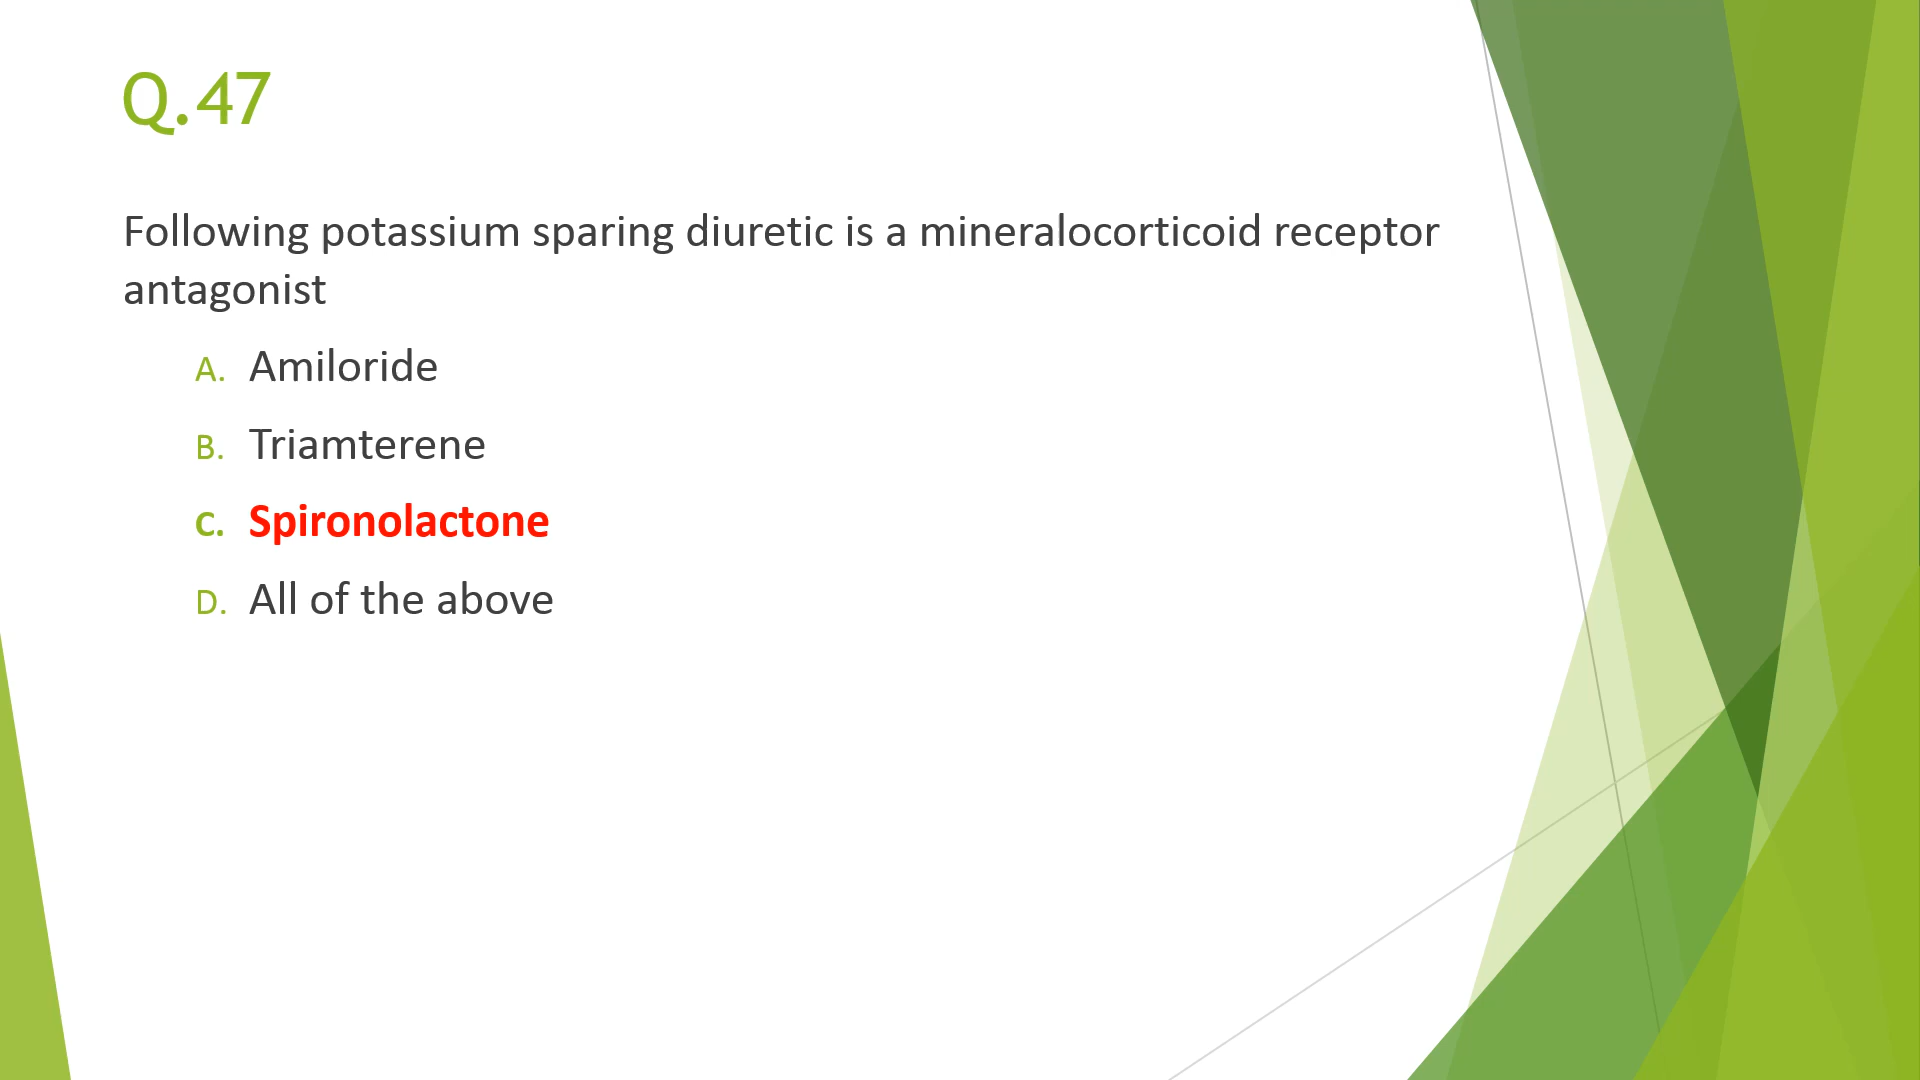 Q.47
Following potassium sparing diuretic is a mineralocorticoid receptor
antagonist
A. Amiloride
B. Triamterene
C. Spironolactone
D. All of the above